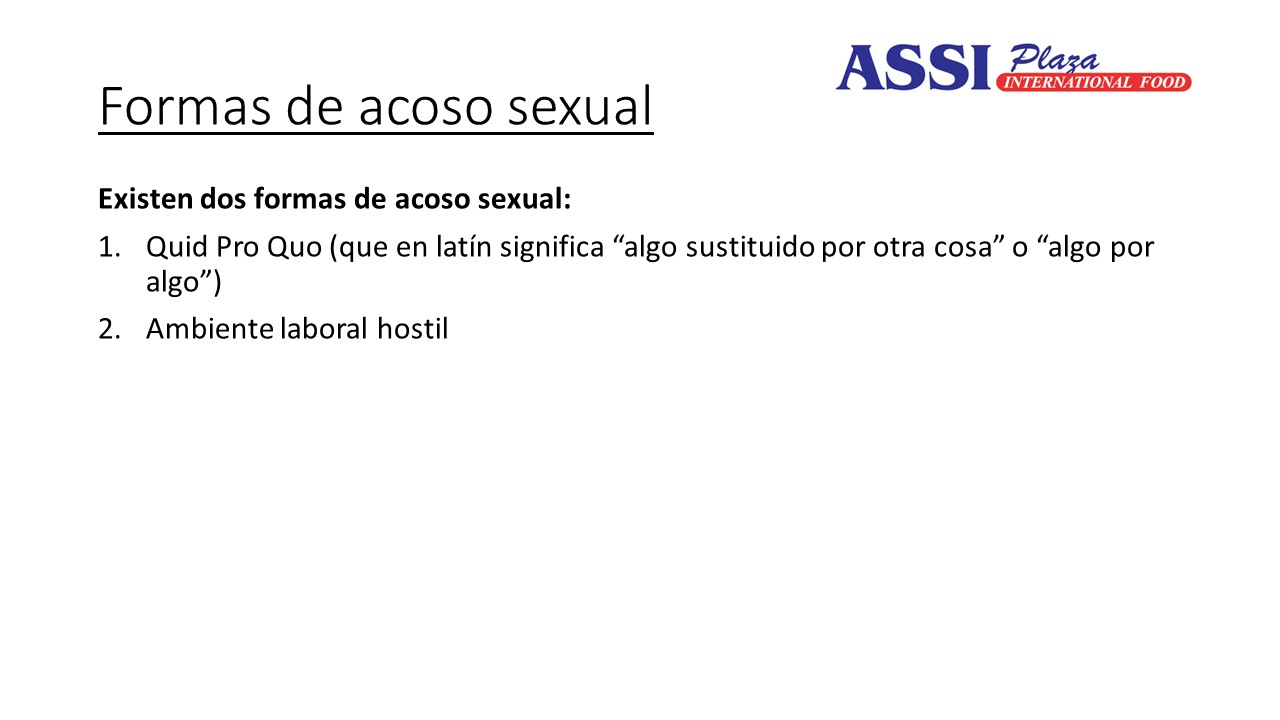 ASSI Plaza
INTERNATIONAL FOOD
Formas de acoso sexual
Existen dos formas de acoso sexual:
1. Quid Pro Quo (que en latín significa “algo sustituido por otra cosa” o “algo por
algo”)
2. Ambiente laboral hostil